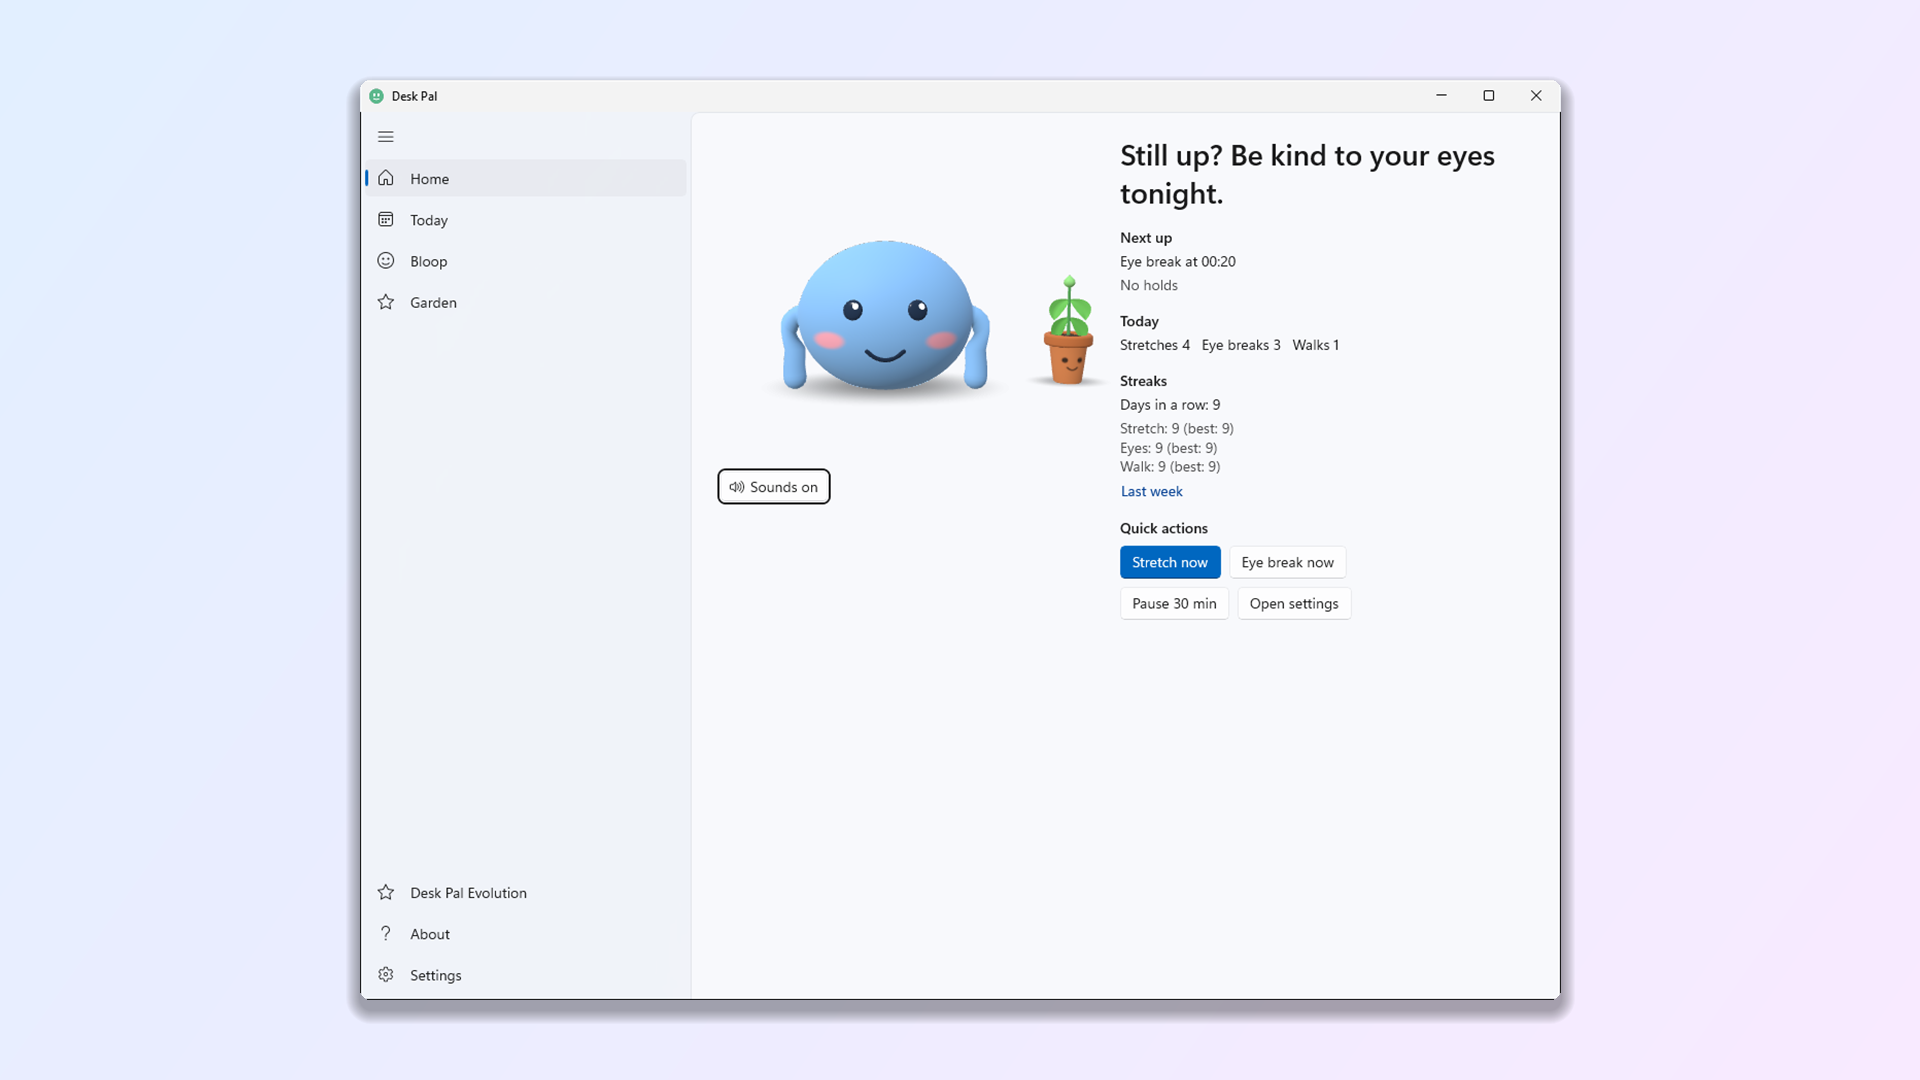 Desk Pal
Home
Today
Bloop
Garden
Desk Pal Evolution
? About
Settings
Sounds on
Still up? Be kind to your eyes
tonight.
Next up
Eye break at 00:20
No holds
Today
Stretches 4 Eye breaks 3 Walks 1
Streaks
Days in a row: 9
Stretch: 9 (best: 9)
Eyes: 9 (best: 9)
Walk: 9 (best: 9)
Last week
Quick actions
Stretch now Eye break now
Pause 30 min Open settings